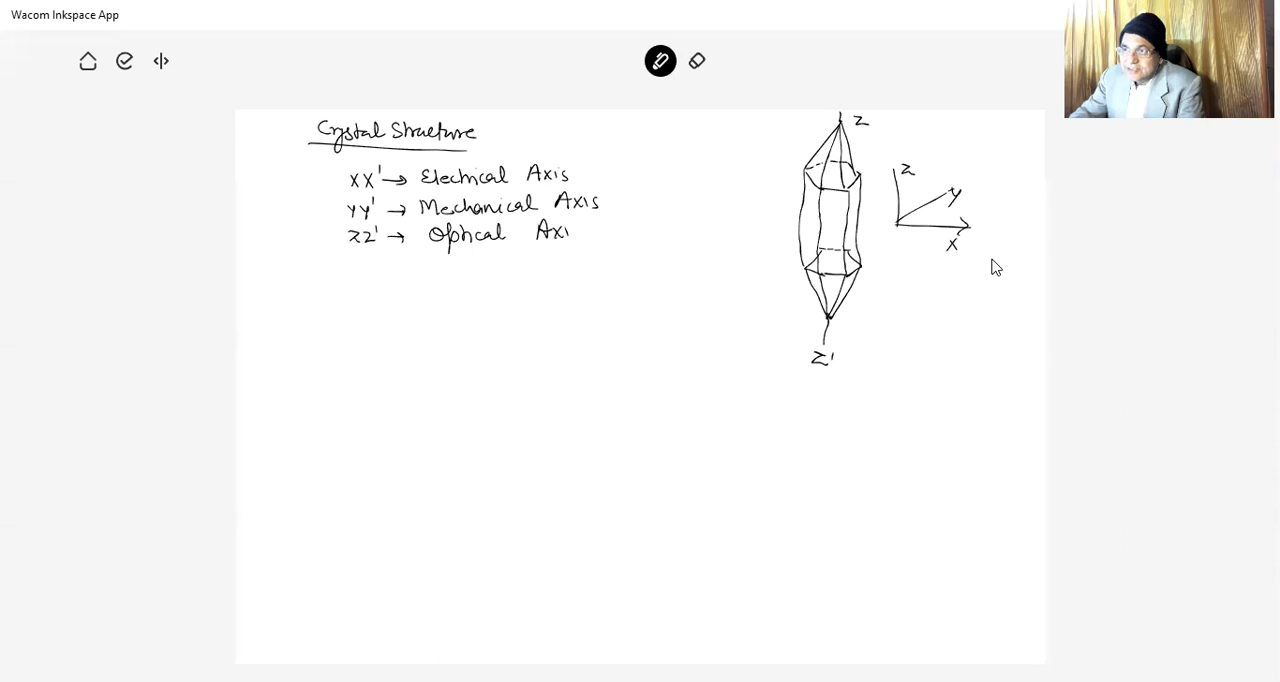 Wacom Inkspace App
Crystal Structure
XX' → Electrical Axis
YY' → Mechanical Axis
ZZ' → Optical Axi
Z
Z
Y
X
Z'